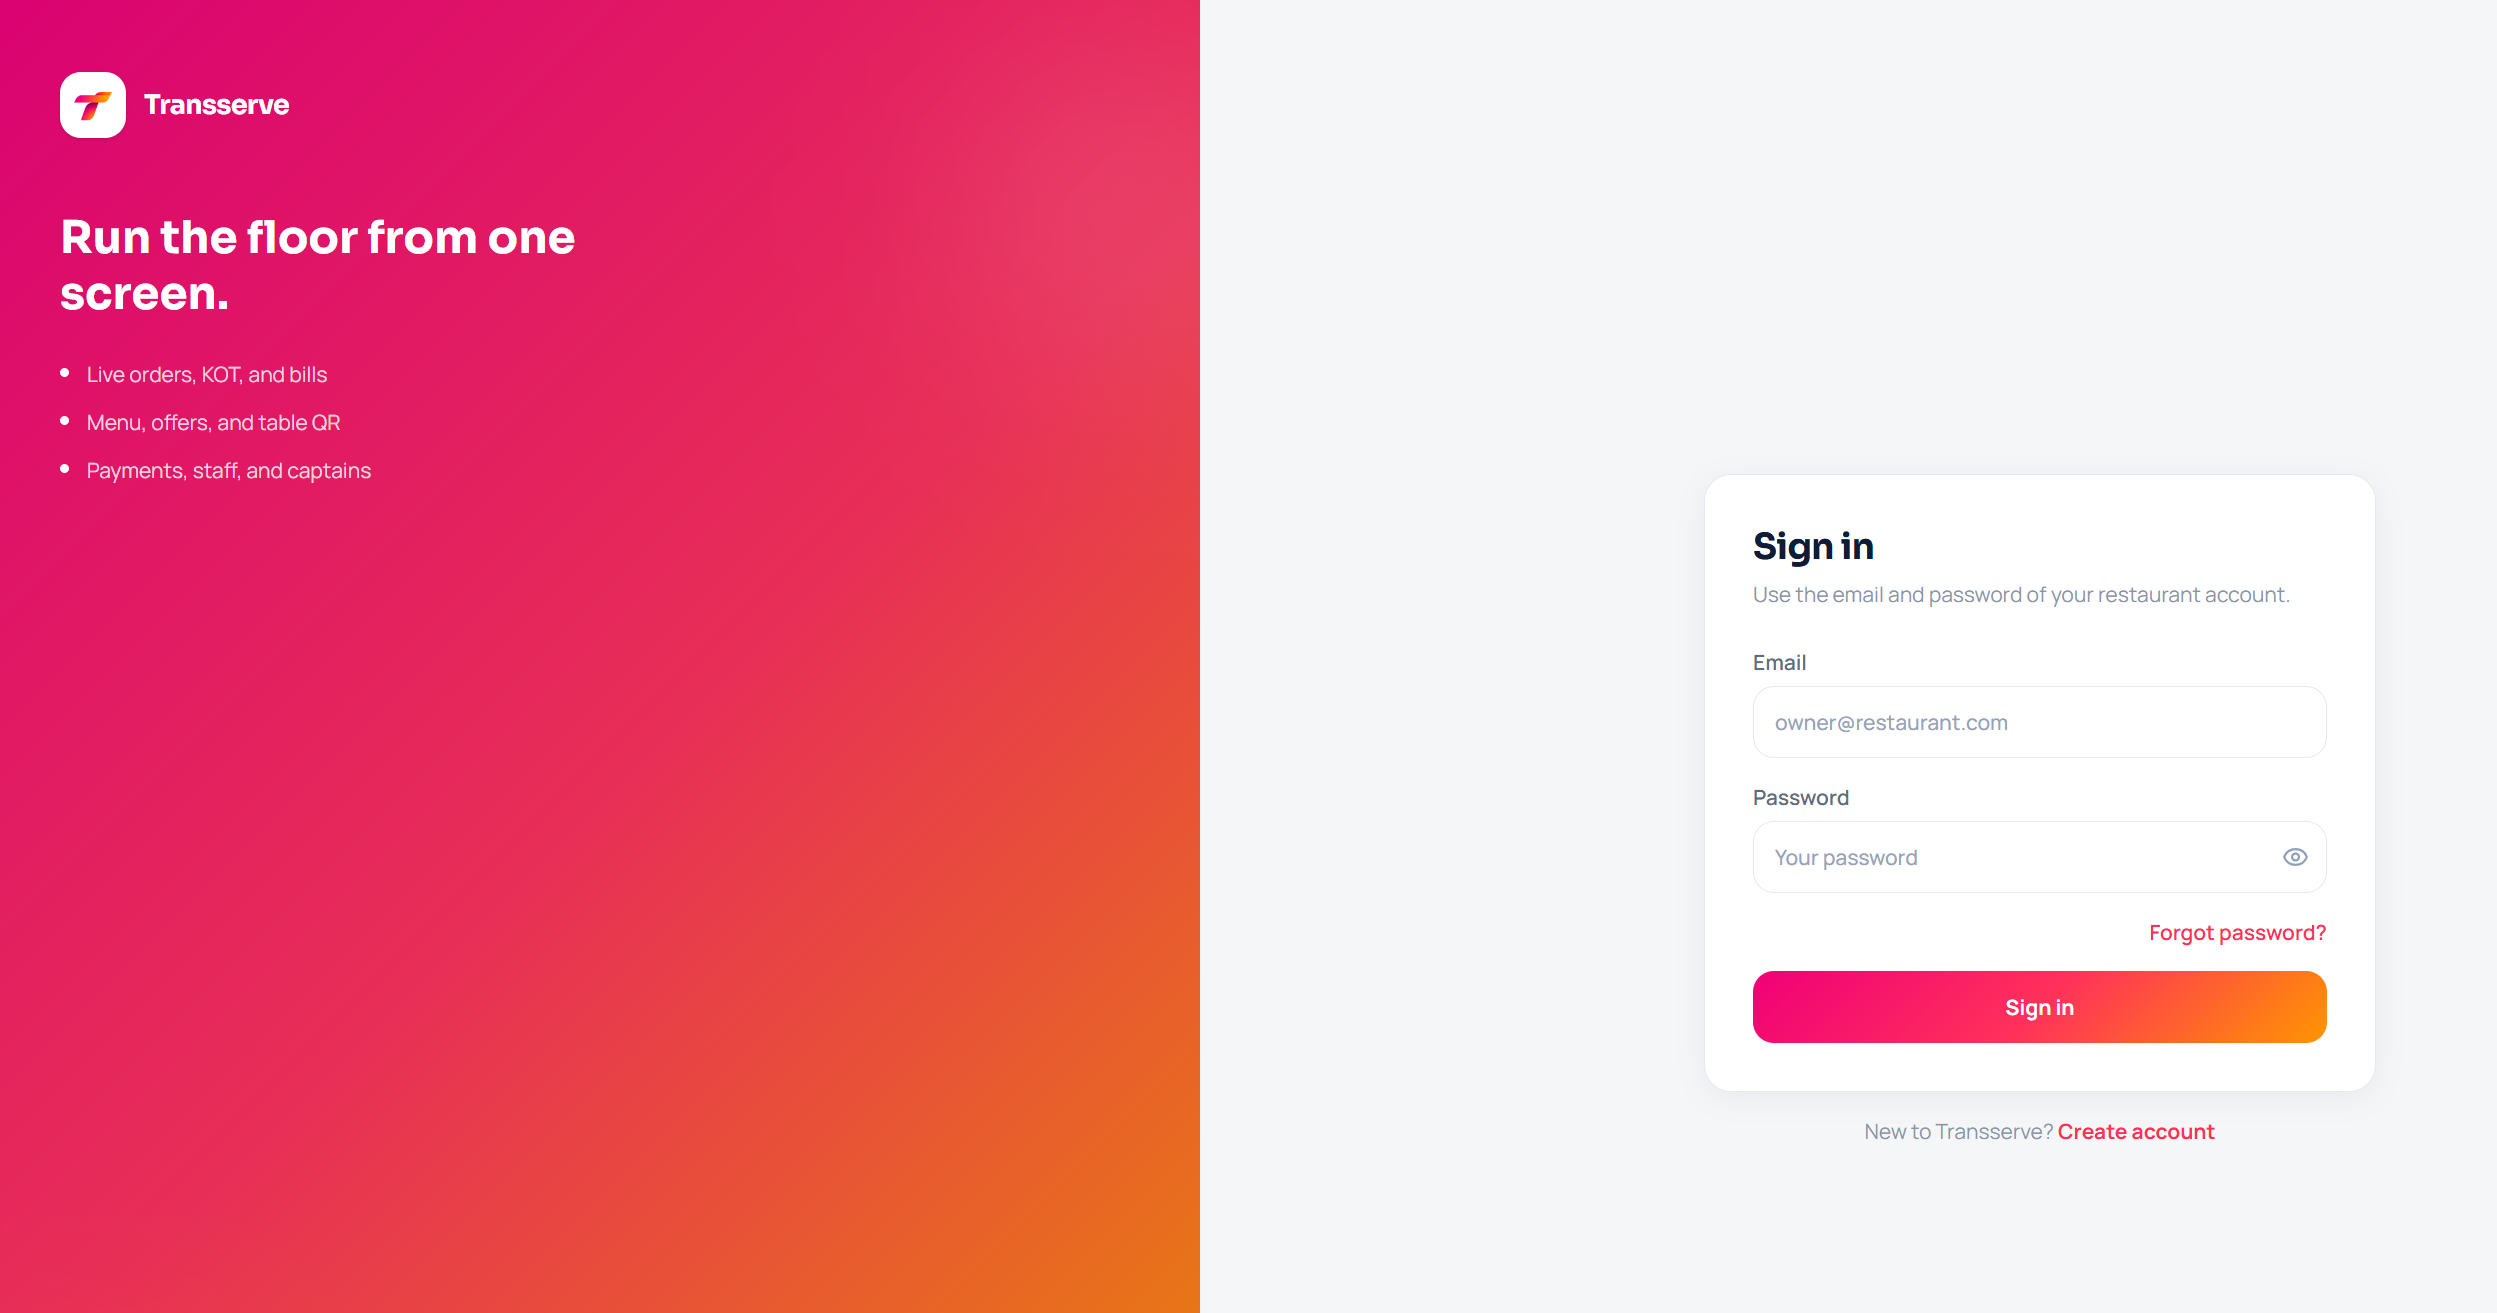 Transserve
Run the floor from one
screen.
Live orders, KOT, and bills
Menu, offers, and table QR
Payments, staff, and captains
Sign in
Use the email and password of your restaurant account.
Email
owner@restaurant.com
Password
Your password
Forgot password?
Sign in
New to Transserve? Create account